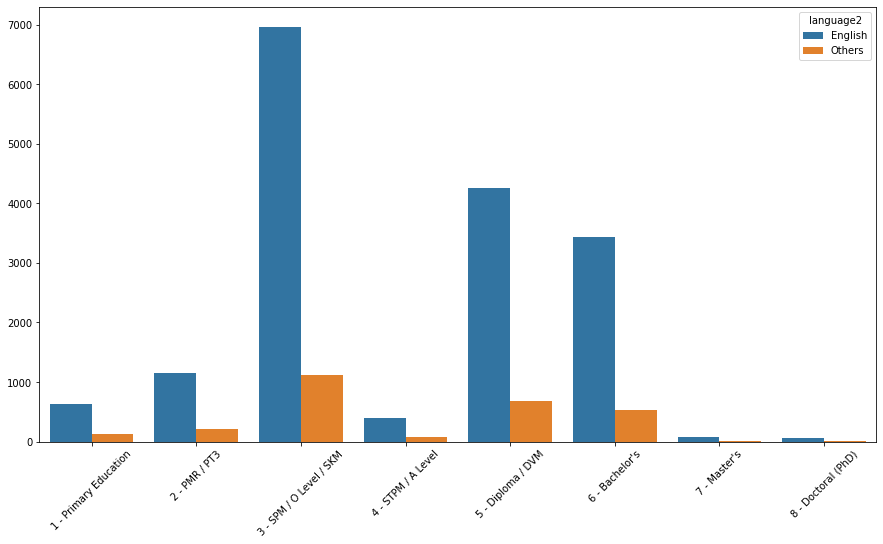 language2
English
Others
7000
6000
5000
4000
3000
2000
1000
0
1 - Primary Education
2 - PMR / PT3
3 - SPM / O Level / SKM
4 - STPM / A Level
5 - Diploma / DVM
6 - Bachelor's
7 - Master's
8 - Doctoral (PhD)